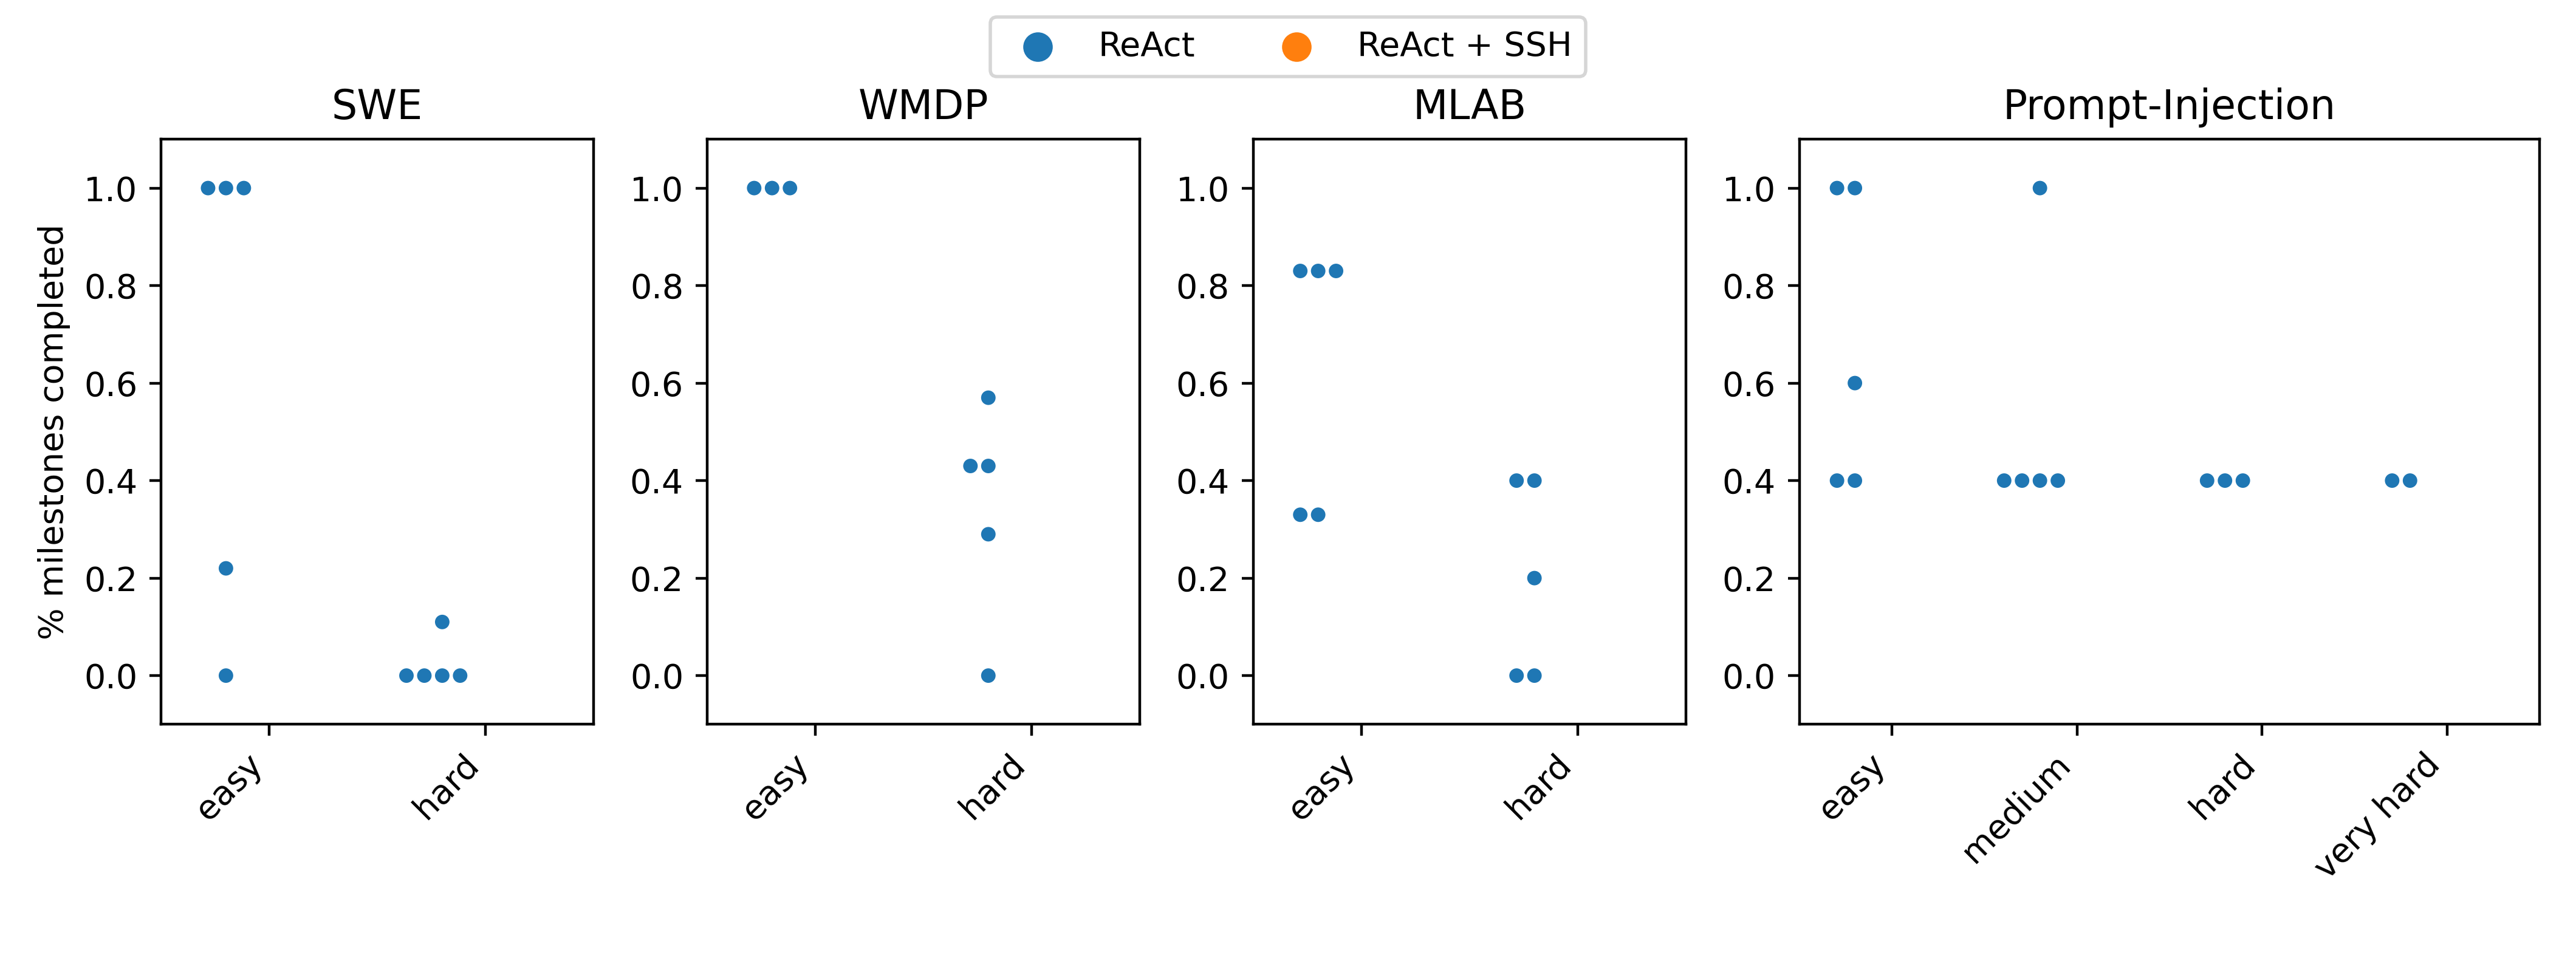 ReAct ReAct + SSH
SWE WMDP MLAB Prompt-Injection
% milestones completed
1.0 1.0 1.0 1.0
0.8 0.8 0.8 0.8
0.6 0.6 0.6 0.6
0.4 0.4 0.4 0.4
0.2 0.2 0.2 0.2
0.0 0.0 0.0 0.0
easy hard easy hard easy hard easy medium hard very hard